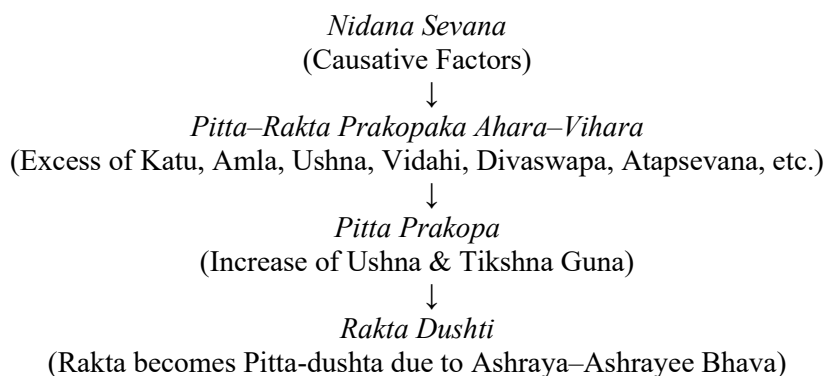 Nidana Sevana
(Causative Factors)
↓
Pitta–Rakta Prakopaka Ahara–Vihara
(Excess of Katu, Amla, Ushna, Vidahi, Divaswapa, Atapsevana, etc.)
↓
Pitta Prakopa
(Increase of Ushna & Tikshna Guna)
↓
Rakta Dushti
(Rakta becomes Pitta-dushta due to Ashraya–Ashrayee Bhava)